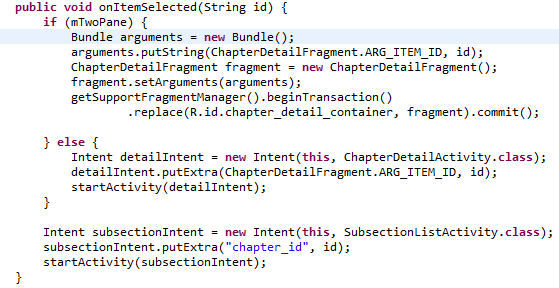 public void onItemSelected(String id) {
    if (mTwoPane) {
        Bundle arguments = new Bundle();
        arguments.putString(ChapterDetailFragment.ARG_ITEM_ID, id);
        ChapterDetailFragment fragment = new ChapterDetailFragment();
        fragment.setArguments(arguments);
        getSupportFragmentManager().beginTransaction()
                .replace(R.id.chapter_detail_container, fragment).commit();

    } else {
        Intent detailIntent = new Intent(this, ChapterDetailActivity.class);
        detailIntent.putExtra(ChapterDetailFragment.ARG_ITEM_ID, id);
        startActivity(detailIntent);
    }

    Intent subsectionIntent = new Intent(this, SubsectionListActivity.class);
    subsectionIntent.putExtra("chapter_id", id);
    startActivity(subsectionIntent);
}